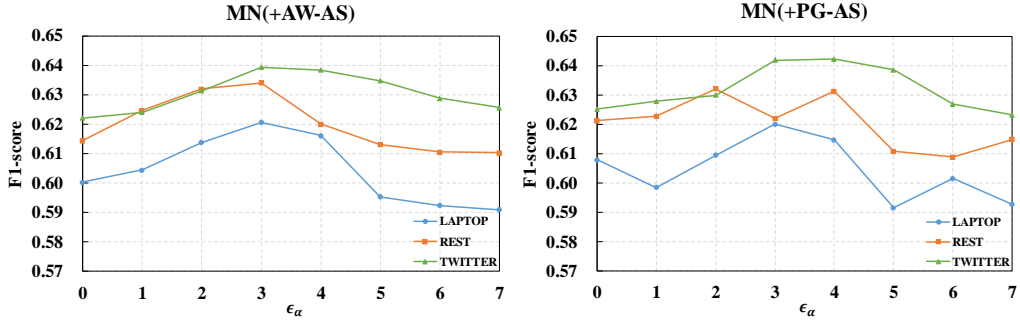 MN(+AW-AS)
0.65
0.64
0.63
0.62
0.61
0.60
0.59
0.58
0.57
F1-score
LAPTOP
REST
TWITTER
0 1 2 3 4 5 6 7
ϵα
MN(+PG-AS)
0.65
0.64
0.63
0.62
0.61
0.60
0.59
0.58
0.57
F1-score
LAPTOP
REST
TWITTER
0 1 2 3 4 5 6 7
ϵα